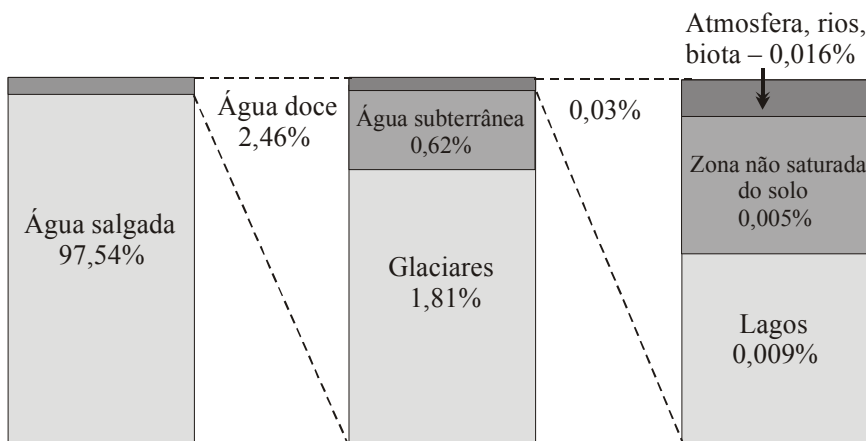 Atmosfera, rios,
biota – 0,016%
Água doce
2,46%
Água subterrânea
0,62%
0,03%
Zona não saturada
do solo
0,005%
Água salgada
97,54%
Glaciares
1,81%
Lagos
0,009%